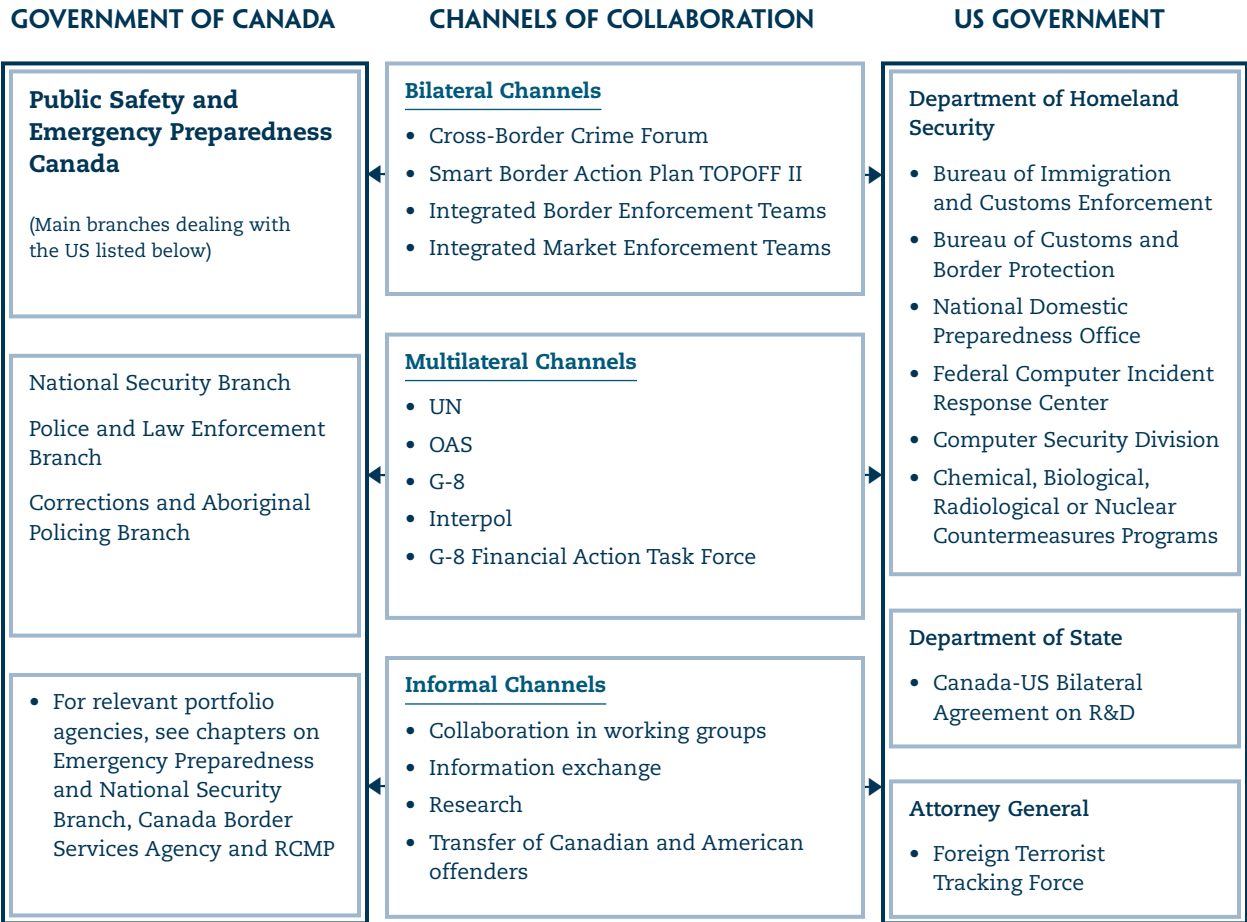 GOVERNMENT OF CANADA
CHANNELS OF COLLABORATION
US GOVERNMENT
Public Safety and
Emergency Preparedness
Canada
(Main branches dealing with
the US listed below)
National Security Branch
Police and Law Enforcement
Branch
Corrections and Aboriginal
Policing Branch
• For relevant portfolio
agencies, see chapters on
Emergency Preparedness
and National Security
Branch, Canada Border
Services Agency and RCMP
Bilateral Channels
• Cross-Border Crime Forum
• Smart Border Action Plan TOPOFF II
• Integrated Border Enforcement Teams
• Integrated Market Enforcement Teams
Multilateral Channels
• UN
• OAS
• G-8
• Interpol
• G-8 Financial Action Task Force
Informal Channels
• Collaboration in working groups
• Information exchange
• Research
• Transfer of Canadian and American
offenders
Department of Homeland
Security
• Bureau of Immigration
and Customs Enforcement
• Bureau of Customs and
Border Protection
• National Domestic
Preparedness Office
• Federal Computer Incident
Response Center
• Computer Security Division
• Chemical, Biological,
Radiological or Nuclear
Countermeasures Programs
Department of State
• Canada-US Bilateral
Agreement on R&D
Attorney General
• Foreign Terrorist
Tracking Force